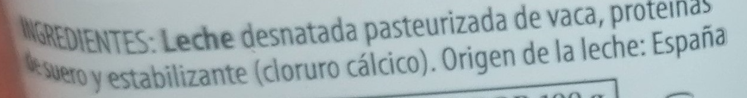 INGREDIENTES: Leche desnatada pasteurizada de vaca, proteínas
de suero y estabilizante (cloruro cálcico). Origen de la leche: España